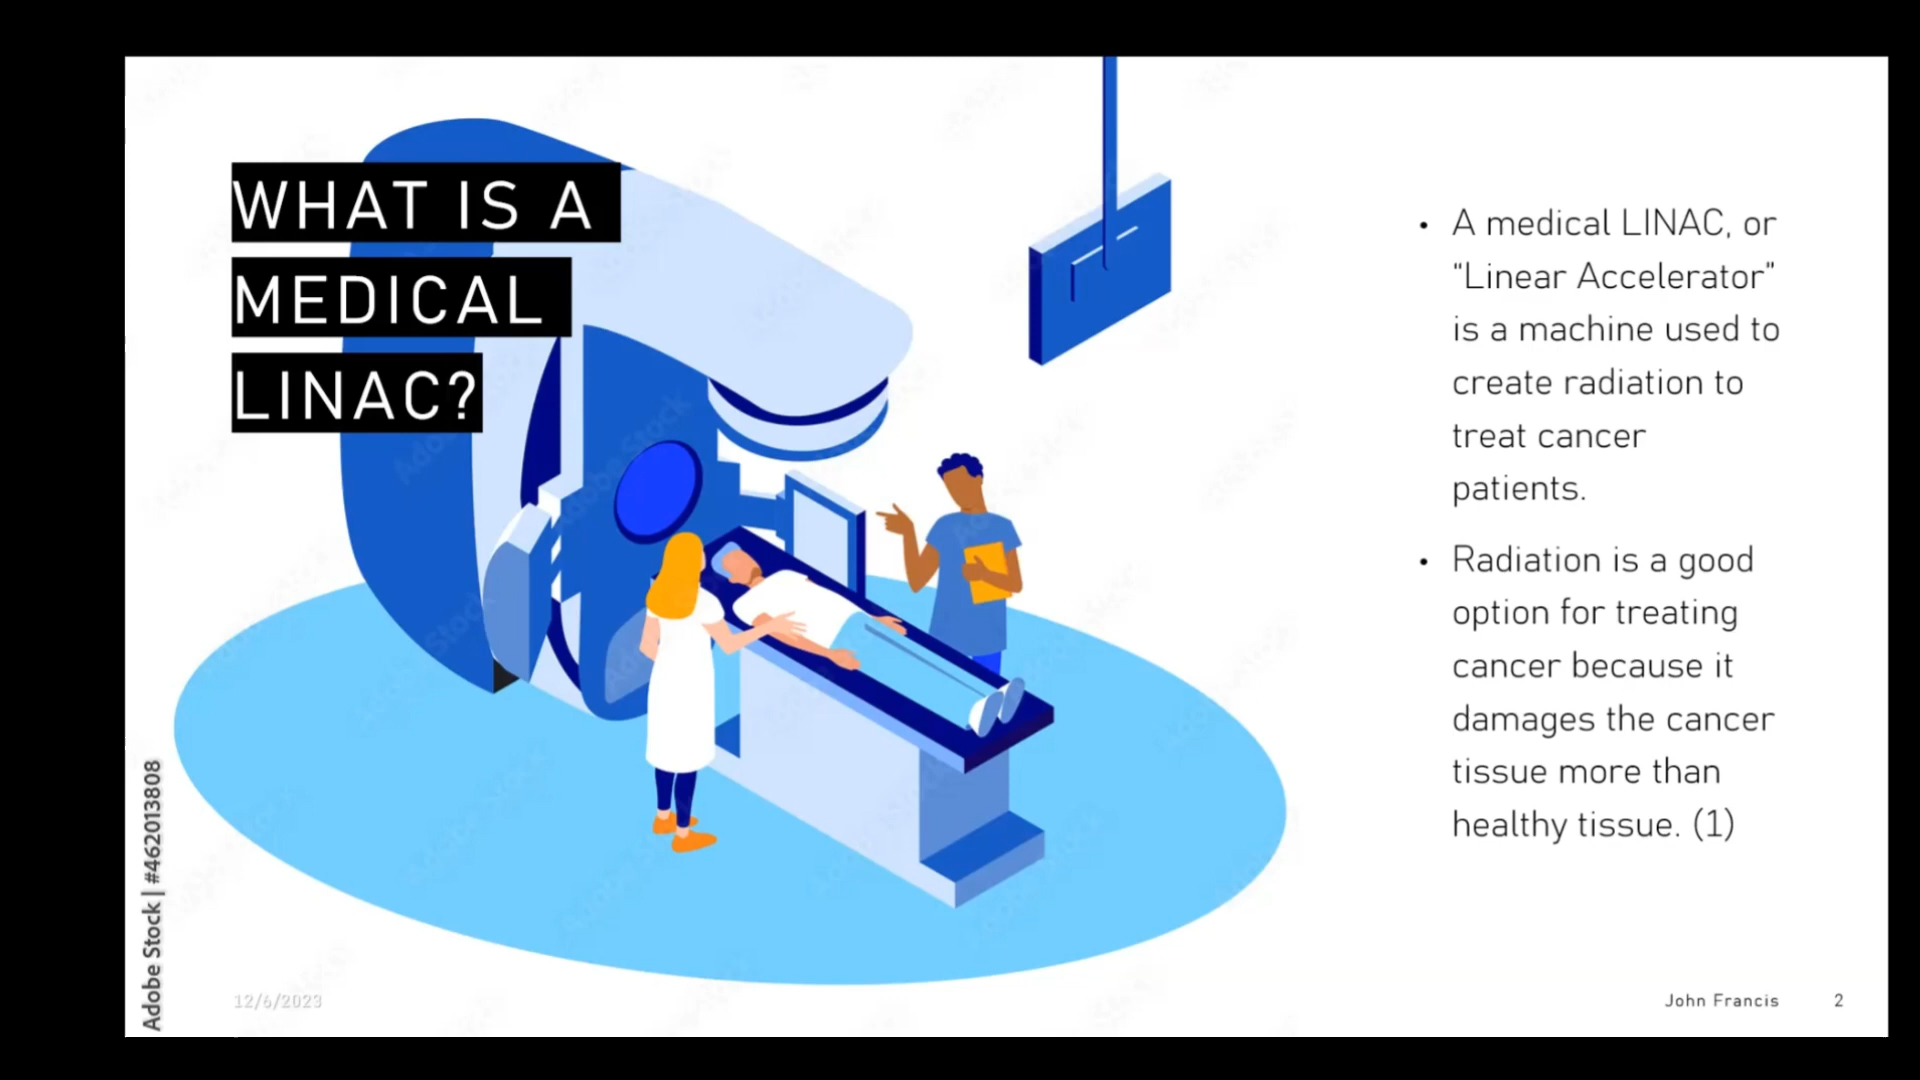 WHAT IS A
MEDICAL
LINAC?
• A medical LINAC, or
“Linear Accelerator”
is a machine used to
create radiation to
treat cancer
patients.
• Radiation is a good
option for treating
cancer because it
damages the cancer
tissue more than
healthy tissue. (1)
Adobe Stock | #462013808
12/6/2023
John Francis
2